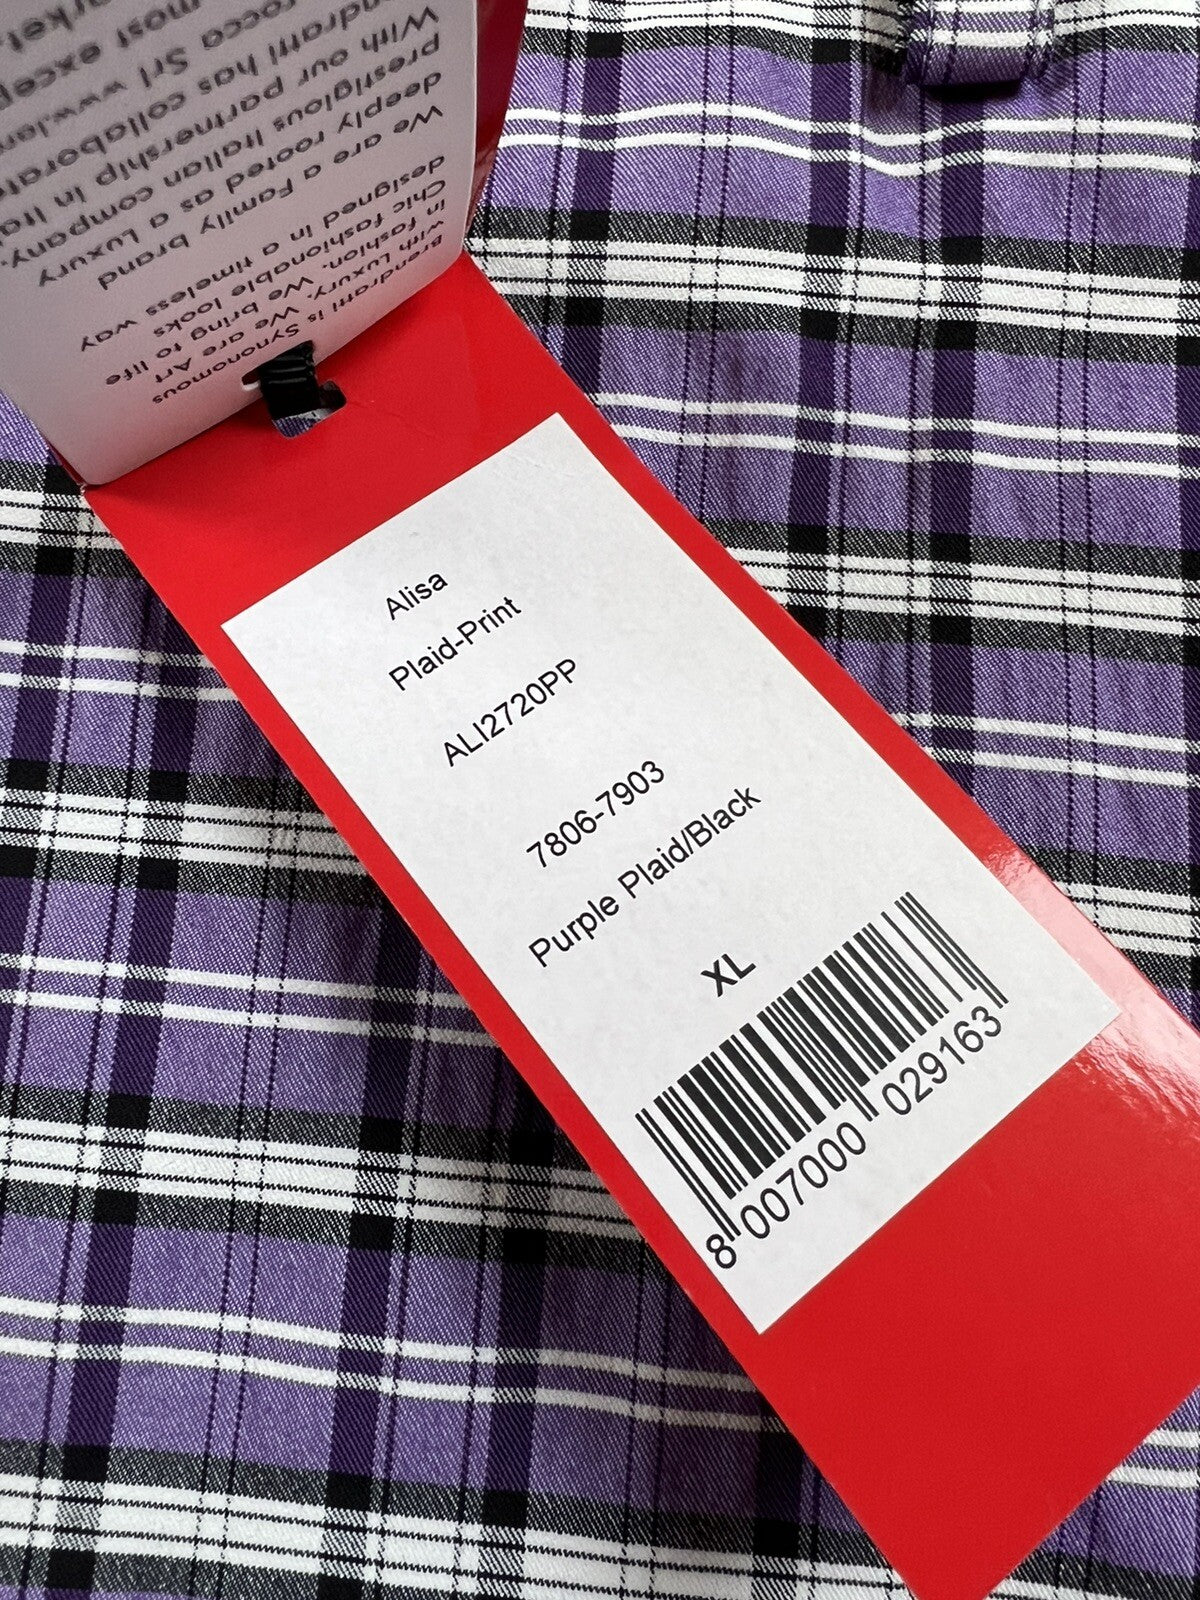 Brendratti is Synonomous
with Luxury. We are Art
in fashion. We bring to life
Chic fashionable looks
designed in a timeless way
We are a Family brand
deeply rooted as a Luxury
prestigious Italian company.
With our partnership in
has
Srl
most
Alisa
Plaid-Print
ALI2720PP
7806-7903
Purple Plaid/Black
XL
8 007000 029163